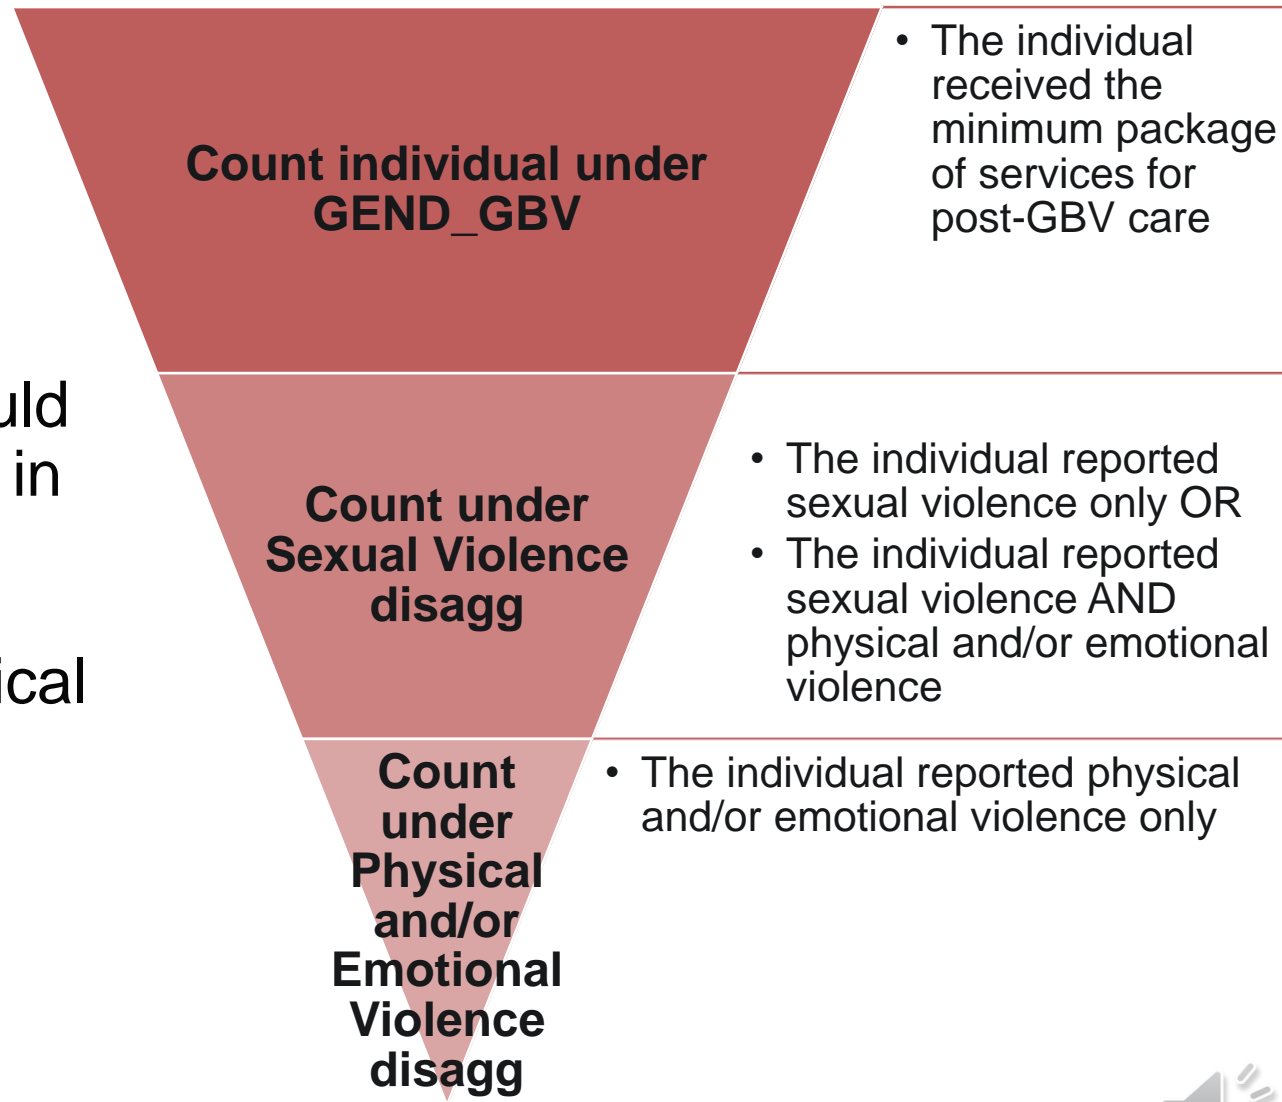 Count individual under
GEND_GBV
• The individual
received the
minimum package
of services for
post-GBV care
in
Count under
Sexual Violence
disagg
• The individual reported
sexual violence only OR
• The individual reported
sexual violence AND
physical and/or emotional
violence
Count
under
Physical
and/or
Emotional
Violence
disagg
• The individual reported physical
and/or emotional violence only